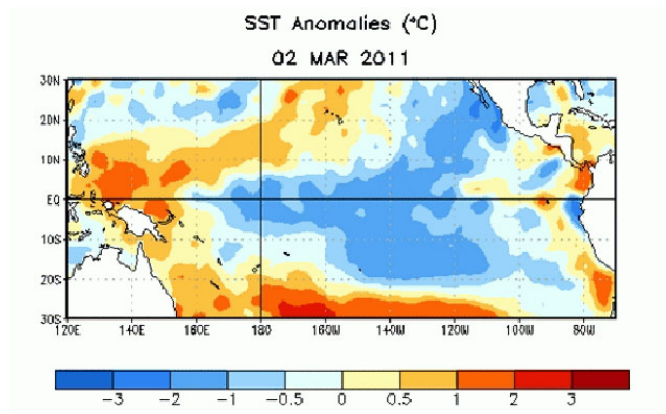 SST Anomalies (°C)
02 MAR 2011
30N
20N
10N
EQ
10S
20S
30S
120E 140E 160E 180 160W 140W 120W 100W 80W
-3 -2 -1 -0.5 0 0.5 1 2 3